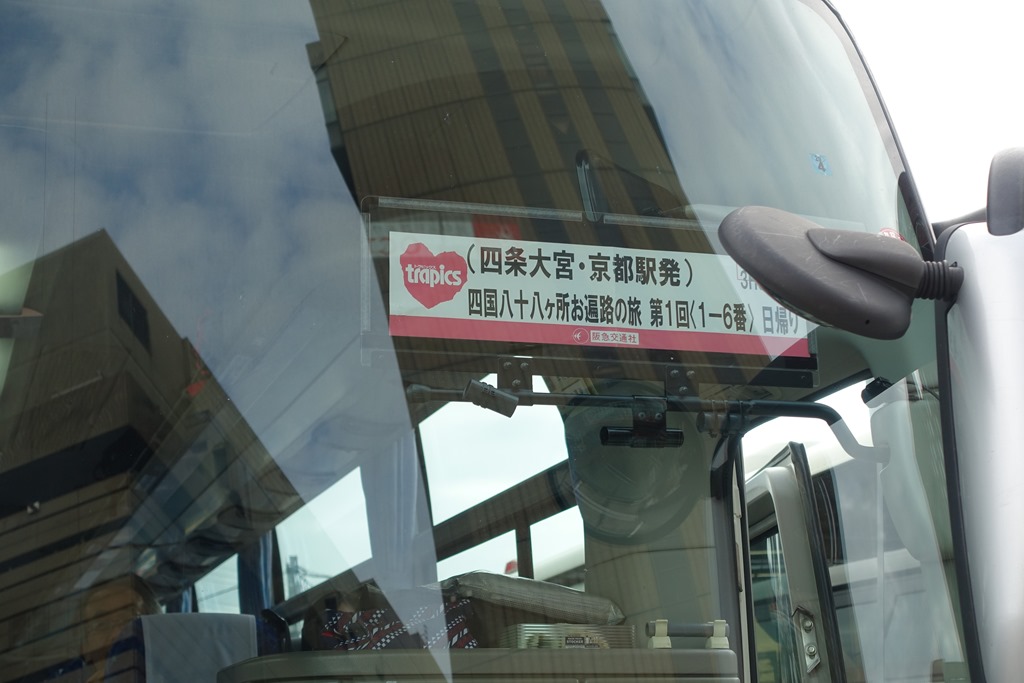 trapics
(四条大宮・京都駅発)
四国八十八ヶ所お遍路の旅 第1回〈1−6番〉 日帰り
阪急交通社